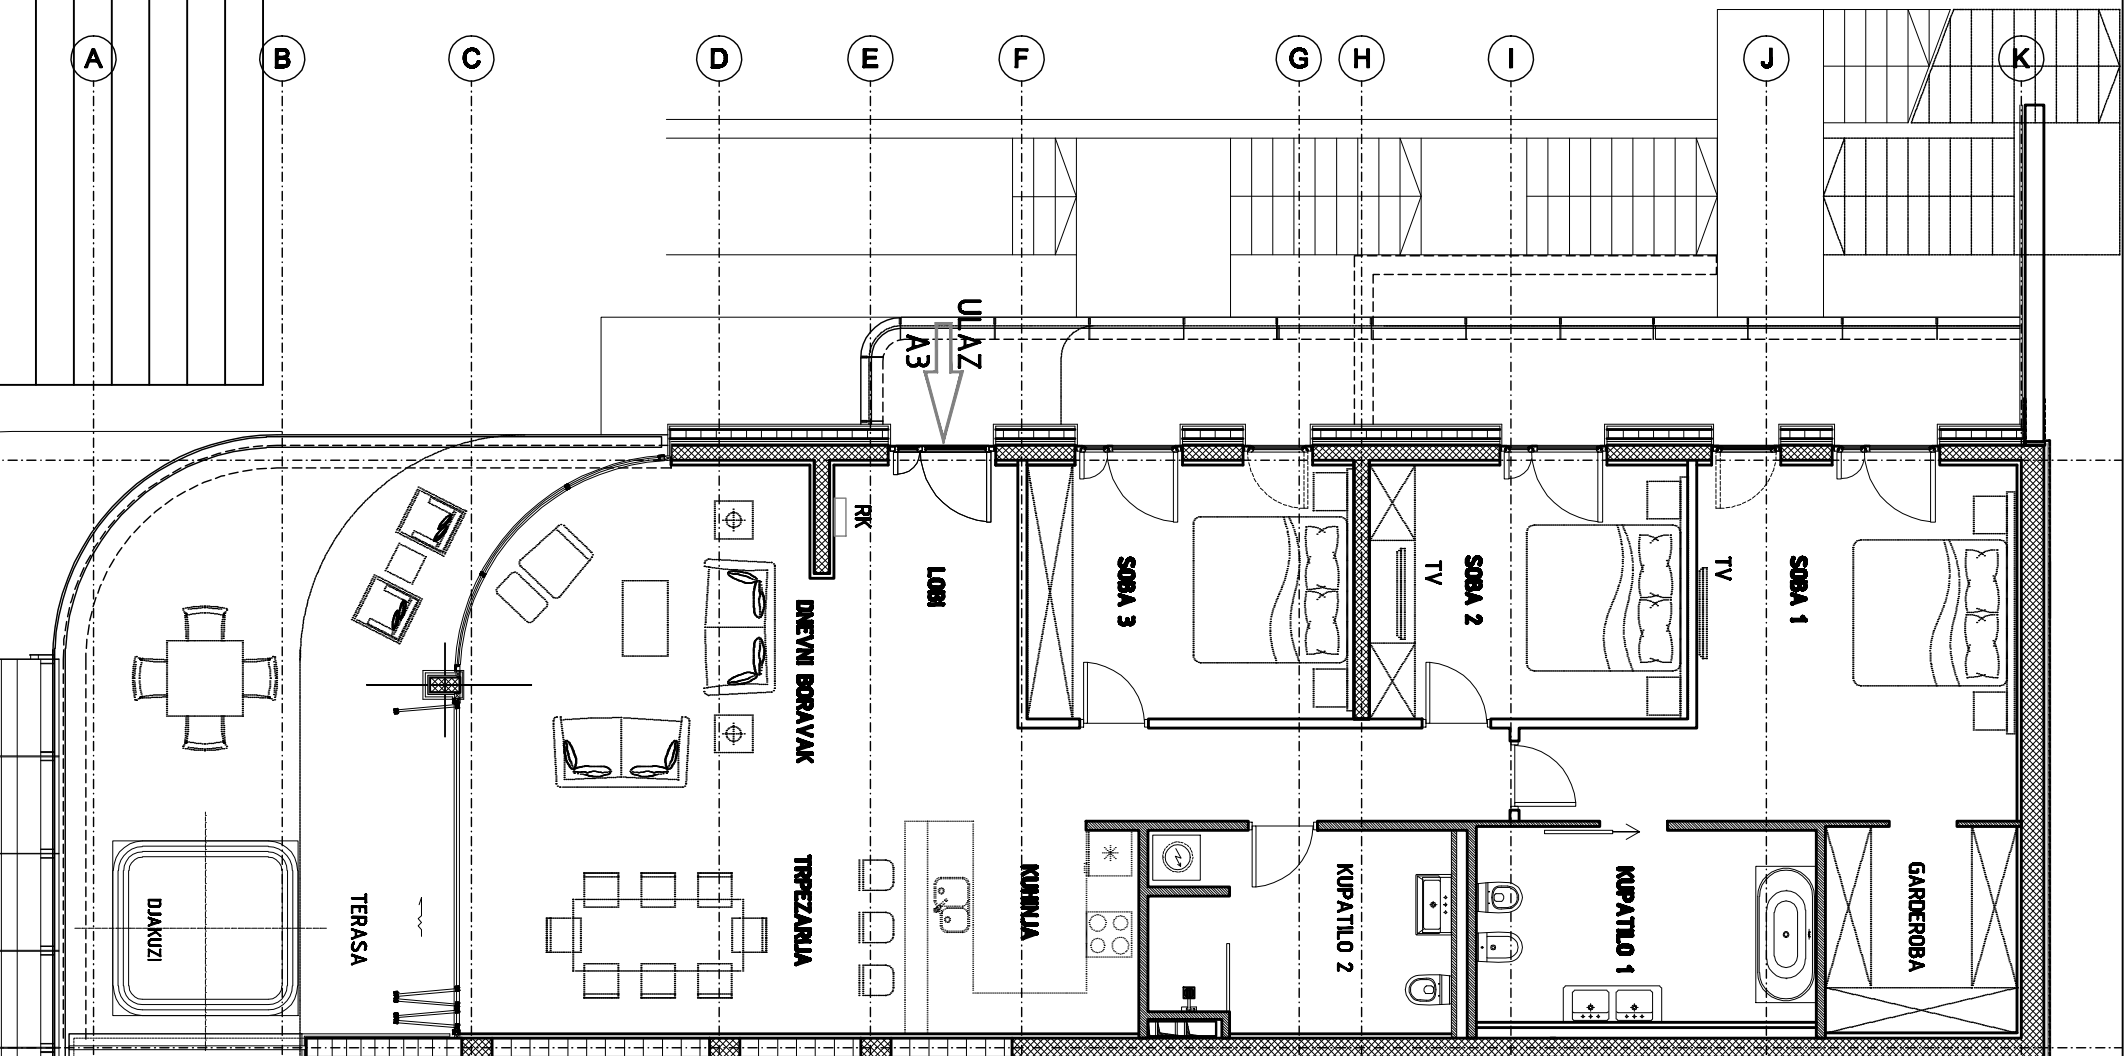 A B C D E F G H I J K
ULAZ
A3
RK
LOBI
SOBA 3
TV
SOBA 2
TV
SOBA 1
DNEVNI BORAVAK
TRPEZARIJA
KUHINJA
KUPATILO 2
KUPATILO 1
GARDEROBA
TERASA
DJAKUZI